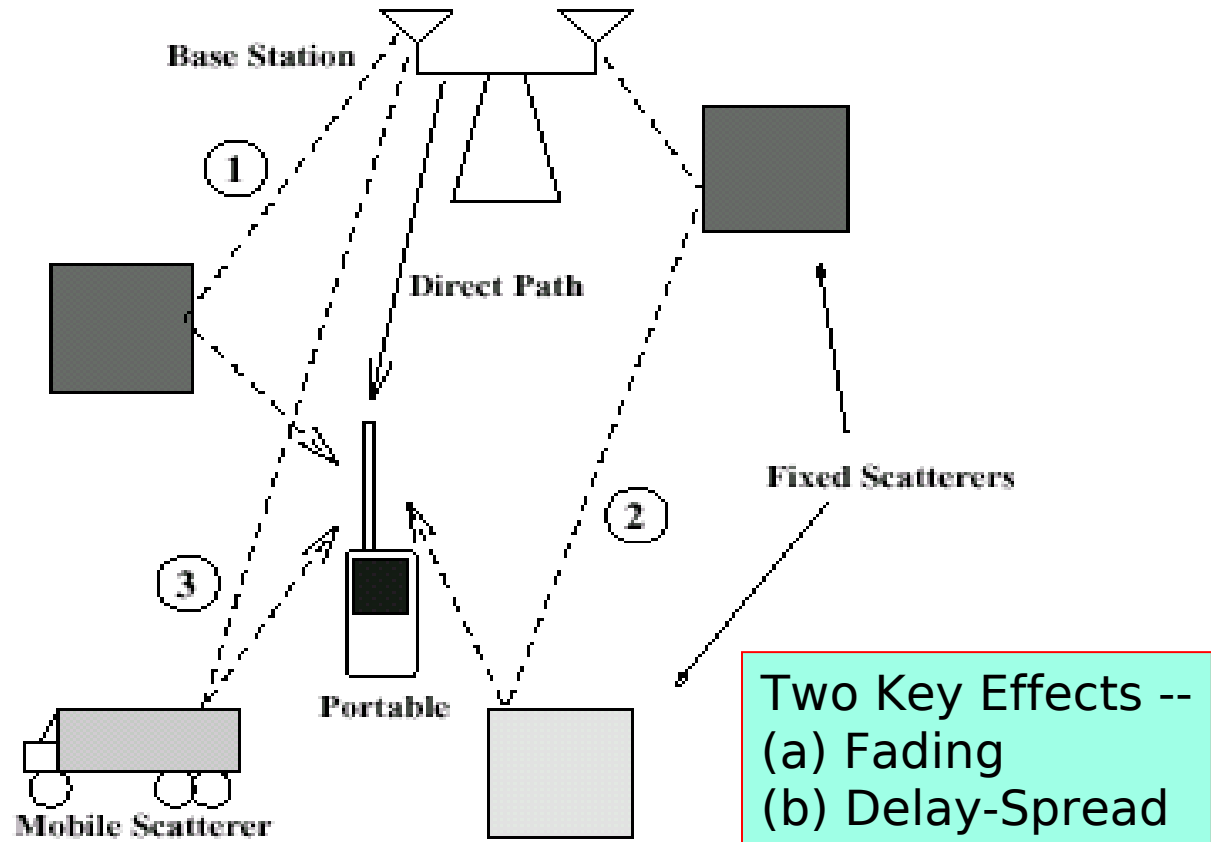 Base Station
1
Direct Path
Fixed Scatterers
2
3
Portable
Mobile Scatterer
Two Key Effects --
(a) Fading
(b) Delay-Spread